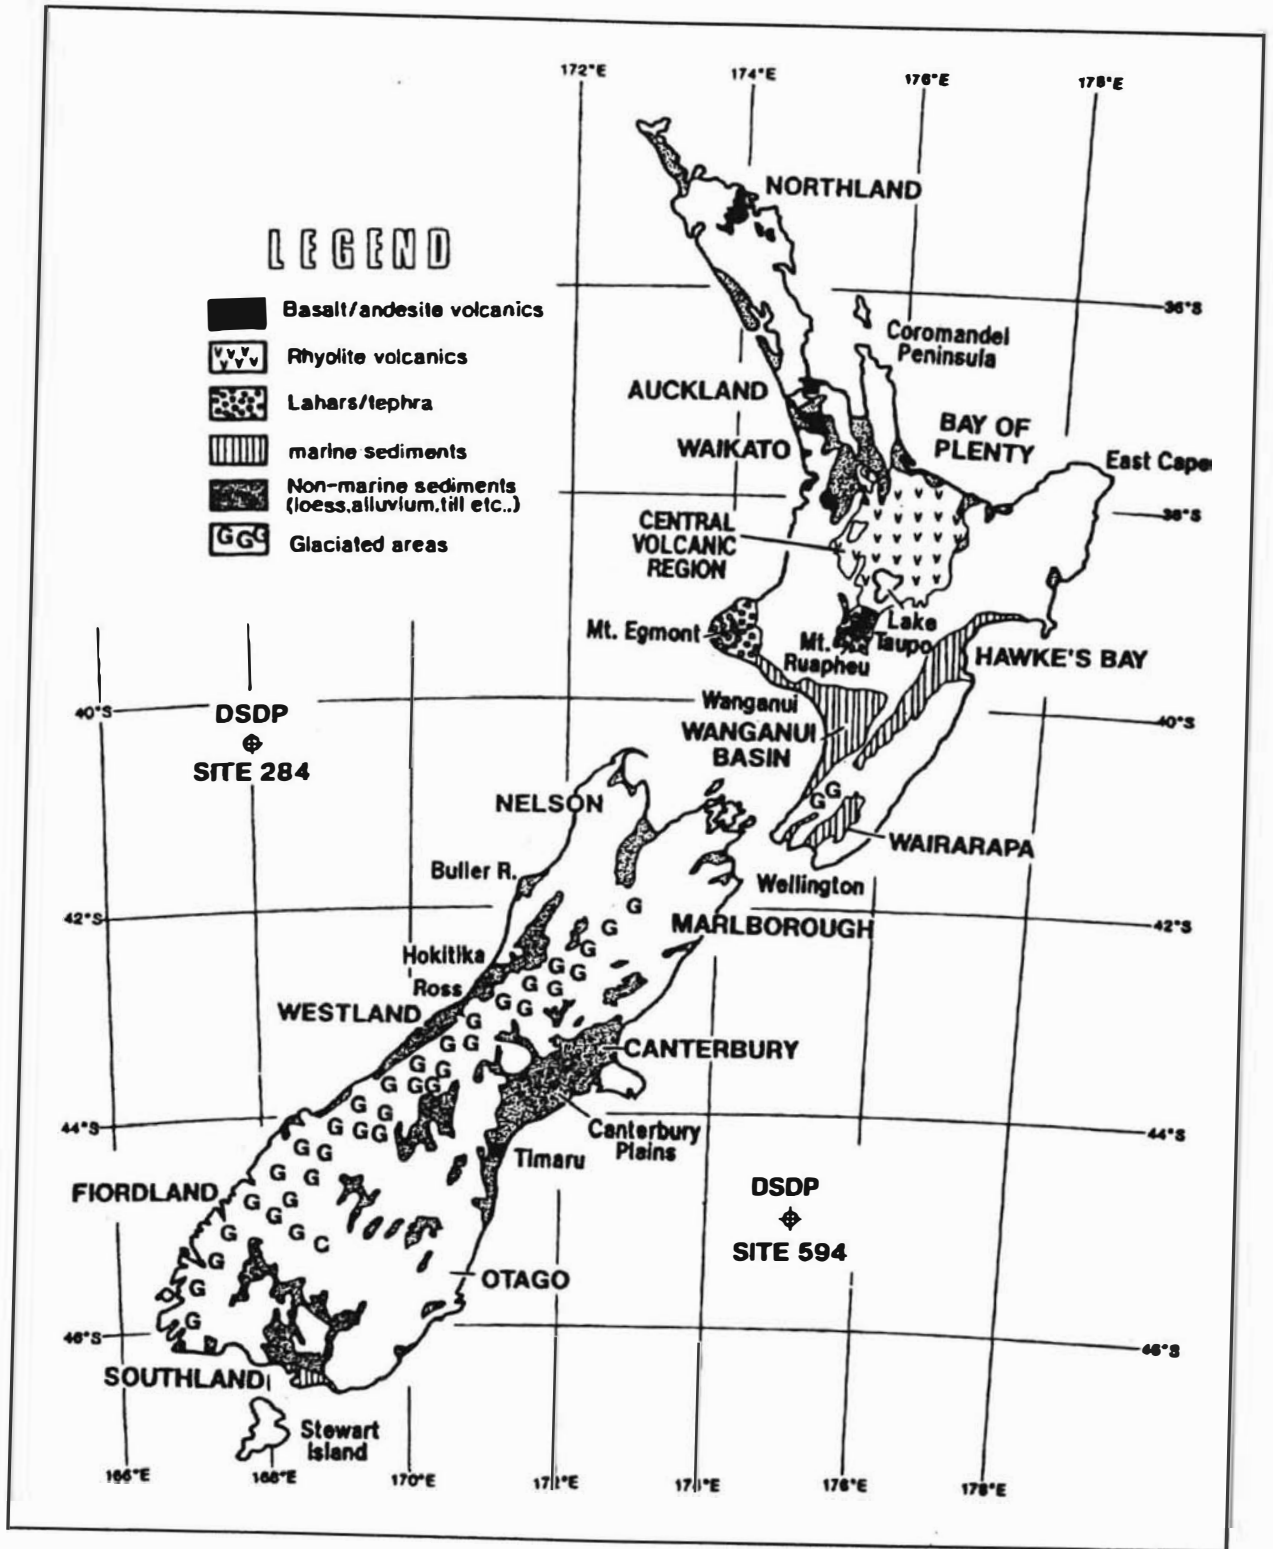 172°E
174°E
176°E
178°E
NORTHLAND
LEGEND
Basalt/andesite volcanics
Rhyolite volcanics
Lahars/tephra
marine sediments
Non-marine sediments
(loess,alluvium,till etc..)
GGG
Glaciated areas
36°S
Coromandel
Peninsula
AUCKLAND
WAIKATO
BAY OF
PLENTY
East Cape
38°S
CENTRAL
VOLCANIC
REGION
Mt. Egmont
Lake
Taupo
Mt.
Ruapheu
HAWKE'S BAY
40°S
DSDP
SITE 284
Wanganui
WANGANUI
BASIN
40°S
NELSON
G G
WAIRARAPA
Buller R.
Wellington
42°S
MARLBOROUGH
42°S
Hokitika
Ross
WESTLAND
CANTERBURY
44°S
Canterbury
Plains
44°S
Timaru
FIORDLAND
DSDP
SITE 594
OTAGO
46°S
46°S
SOUTHLAND
Stewart
Island
166°E
168°E
170°E
176°E
178°E